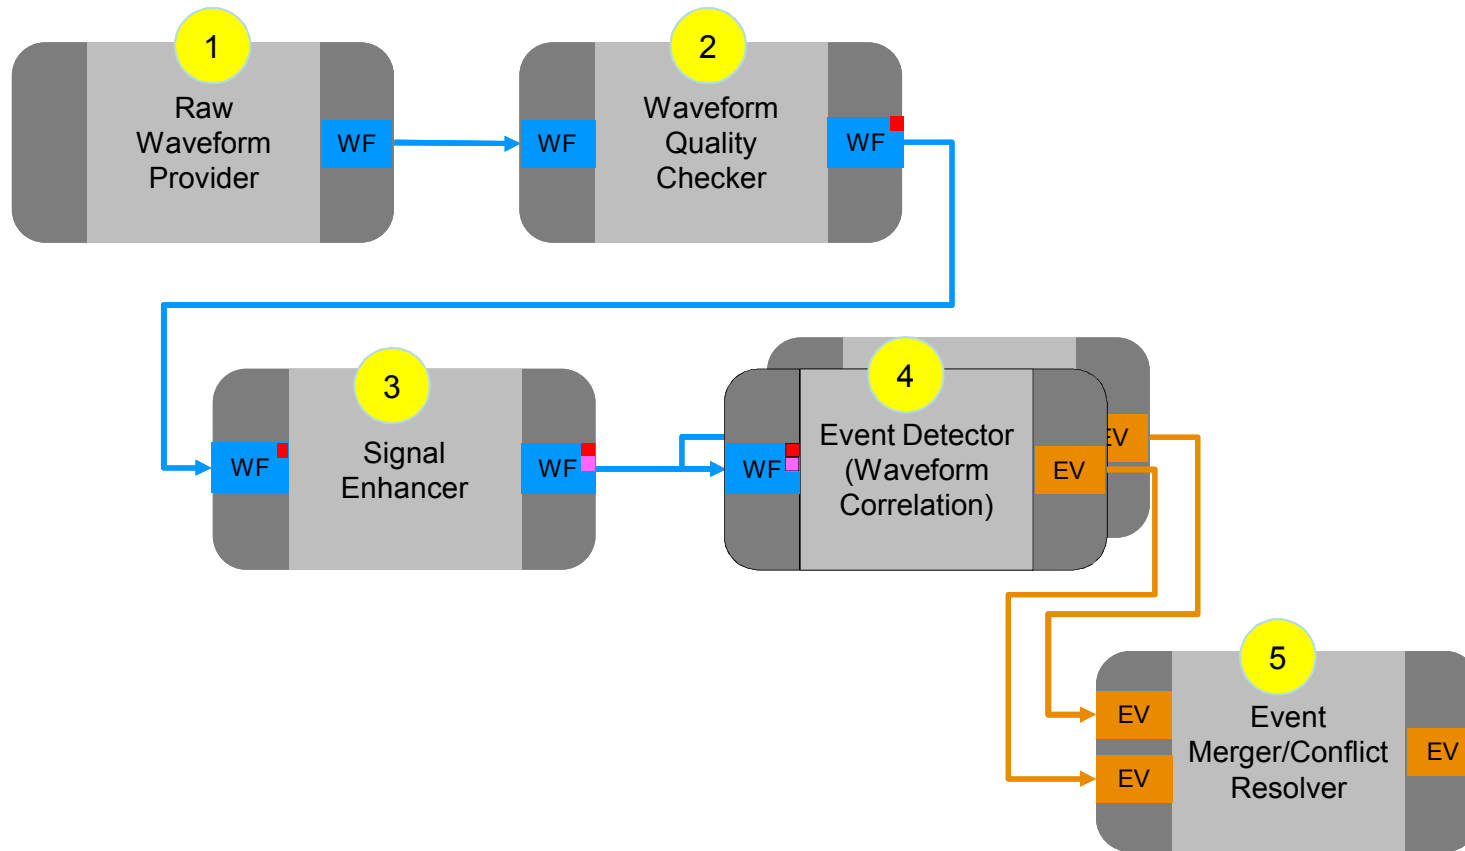 1
Raw
Waveform
Provider
WF
2
WF
Waveform
Quality
Checker
WF
3
WF
Signal
Enhancer
WF
4
WF
Event Detector
(Waveform
Correlation)
EV
EV
5
EV
EV
Event
Merger/Conflict
Resolver
EV